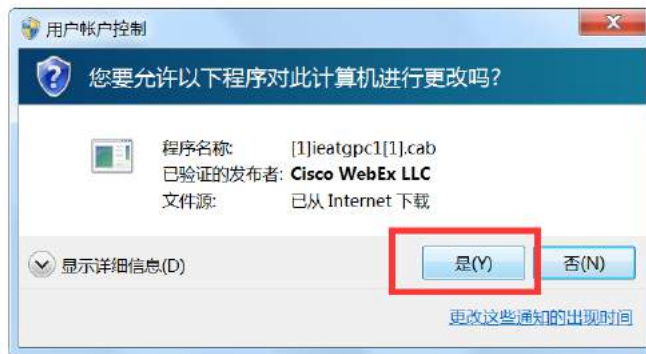 用户帐户控制
您要允许以下程序对此计算机进行更改吗?
程序名称: [1]ieatgpc1[1].cab
已验证的发布者: Cisco WebEx LLC
文件源: 已从 Internet 下载
显示详细信息(D) 是(Y) 否(N)
更改这些通知的出现时间